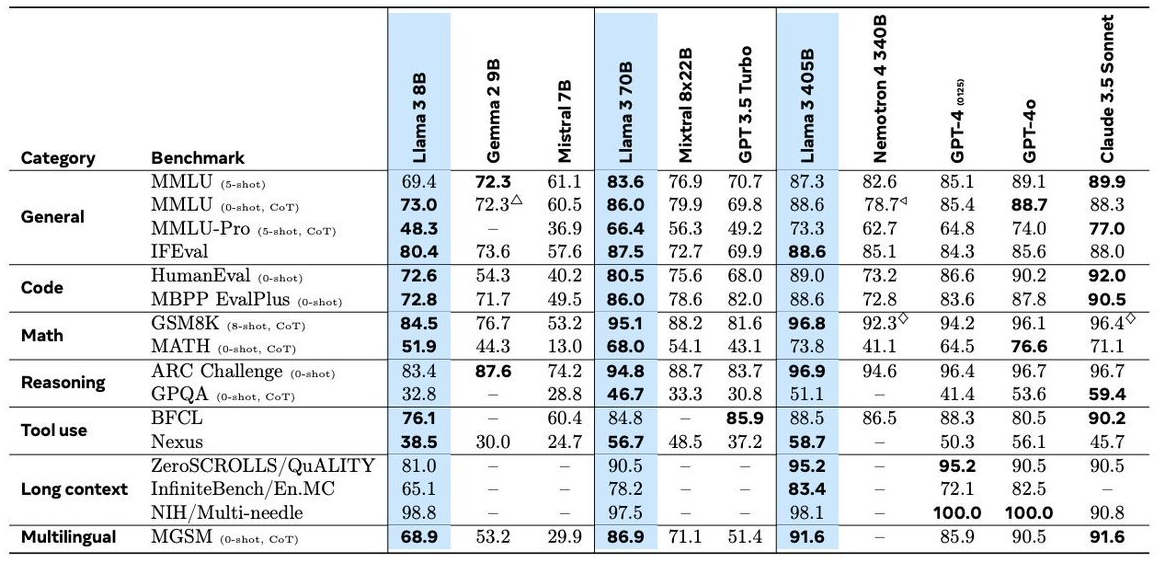 Category Benchmark Llama 3 8B Gemma 2 9B Mistral 7B Llama 3 70B Mixtral 8x22B GPT 3.5 Turbo Llama 3 405B Nemotron 4 340B GPT-4 (0125) GPT-4o Claude 3.5 Sonnet
General
MMLU (5-shot) 69.4 72.3 61.1 83.6 76.9 70.7 87.3 82.6 85.1 89.1 89.9
MMLU (0-shot, CoT) 73.0 72.3△ 60.5 86.0 79.9 69.8 88.6 78.7◁ 85.4 88.7 88.3
MMLU-Pro (5-shot, CoT) 48.3 – 36.9 66.4 56.3 49.2 73.3 62.7 64.8 74.0 77.0
IFEval 80.4 73.6 57.6 87.5 72.7 69.9 88.6 85.1 84.3 85.6 88.0
Code
HumanEval (0-shot) 72.6 54.3 40.2 80.5 75.6 68.0 89.0 73.2 86.6 90.2 92.0
MBPP EvalPlus (0-shot) 72.8 71.7 49.5 86.0 78.6 82.0 88.6 72.8 83.6 87.8 90.5
Math
GSM8K (8-shot, CoT) 84.5 76.7 53.2 95.1 88.2 81.6 96.8 92.3◇ 94.2 96.1 96.4◇
MATH (0-shot, CoT) 51.9 44.3 13.0 68.0 54.1 43.1 73.8 41.1 64.5 76.6 71.1
Reasoning
ARC Challenge (0-shot) 83.4 87.6 74.2 94.8 88.7 83.7 96.9 94.6 96.4 96.7 96.7
GPQA (0-shot, CoT) 32.8 – 28.8 46.7 33.3 30.8 51.1 – 41.4 53.6 59.4
Tool use
BFCL 76.1 – 60.4 84.8 – 85.9 88.5 86.5 88.3 80.5 90.2
Nexus 38.5 30.0 24.7 56.7 48.5 37.2 58.7 – 50.3 56.1 45.7
Long context
ZeroSCROLLS/QuALITY 81.0 – – 90.5 – – 95.2 – 95.2 90.5 90.5
InfiniteBench/En.MC 65.1 – – 78.2 – – 83.4 – 72.1 82.5 –
NIH/Multi-needle 98.8 – – 97.5 – – 98.1 – 100.0 100.0 90.8
Multilingual
MGSM (0-shot, CoT) 68.9 53.2 29.9 86.9 71.1 51.4 91.6 – 85.9 90.5 91.6